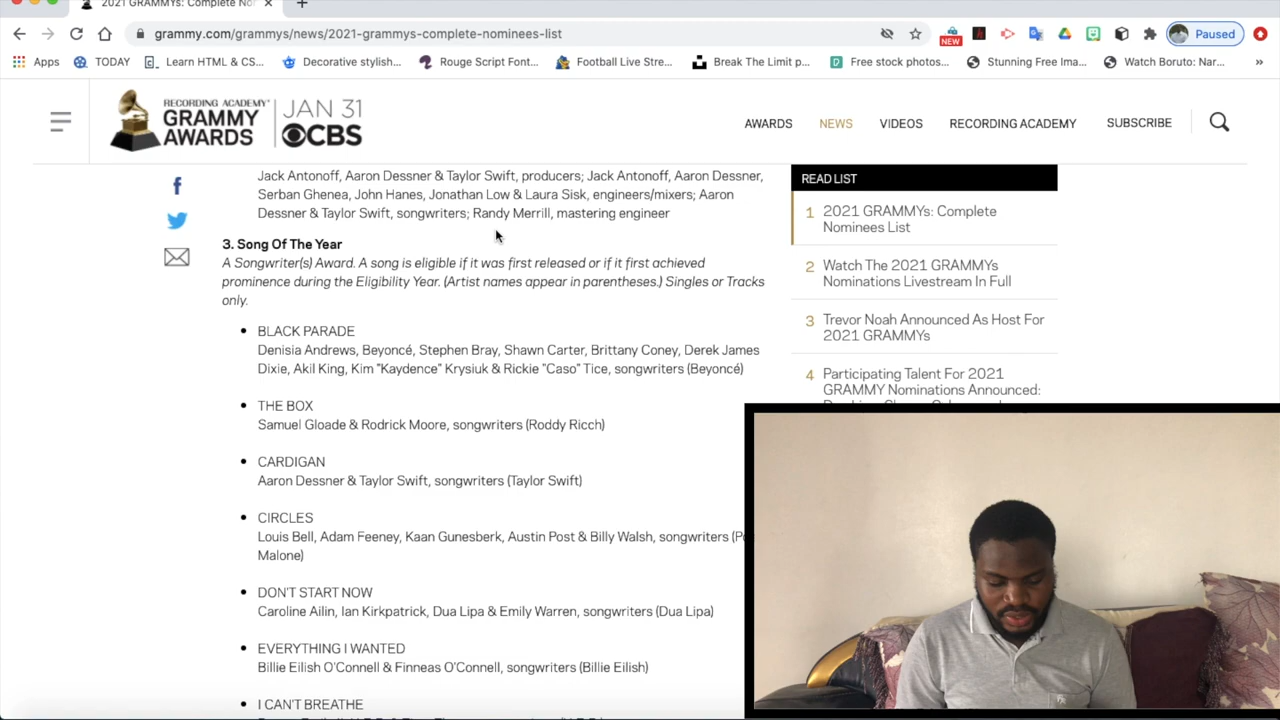 2021 GRAMMYs: Complete Nor
grammy.com/grammys/news/2021-grammys-complete-nominees-list
NEW
Paused
Apps
TODAY
Learn HTML & CS...
Decorative stylish...
Rouge Script Font...
Football Live Stre...
Break The Limit p...
Free stock photos...
Stunning Free Ima...
Watch Boruto: Nar...
RECORDING ACADEMY
GRAMMY
AWARDS
JAN 31
CBS
AWARDS
NEWS
VIDEOS
RECORDING ACADEMY
SUBSCRIBE
Jack Antonoff, Aaron Dessner & Taylor Swift, producers; Jack Antonoff, Aaron Dessner,
Serban Ghenea, John Hanes, Jonathan Low & Laura Sisk, engineers/mixers; Aaron
Dessner & Taylor Swift, songwriters; Randy Merrill, mastering engineer
3. Song Of The Year
A Songwriter(s) Award. A song is eligible if it was first released or if it first achieved
prominence during the Eligibility Year. (Artist names appear in parentheses.) Singles or Tracks
only.
BLACK PARADE
Denisia Andrews, Beyoncé, Stephen Bray, Shawn Carter, Brittany Coney, Derek James
Dixie, Akil King, Kim "Kaydence" Krysiuk & Rickie "Caso" Tice, songwriters (Beyoncé)
THE BOX
Samuel Gloade & Rodrick Moore, songwriters (Roddy Ricch)
CARDIGAN
Aaron Dessner & Taylor Swift, songwriters (Taylor Swift)
CIRCLES
Louis Bell, Adam Feeney, Kaan Gunesberk, Austin Post & Billy Walsh, songwriters (Po
Malone)
DON'T START NOW
Caroline Ailin, Ian Kirkpatrick, Dua Lipa & Emily Warren, songwriters (Dua Lipa)
EVERYTHING I WANTED
Billie Eilish O'Connell & Finneas O'Connell, songwriters (Billie Eilish)
I CAN'T BREATHE
READ LIST
1 2021 GRAMMYs: Complete
Nominees List
2 Watch The 2021 GRAMMYs
Nominations Livestream In Full
3 Trevor Noah Announced As Host For
2021 GRAMMYs
4 Participating Talent For 2021
GRAMMY Nominations Announced: